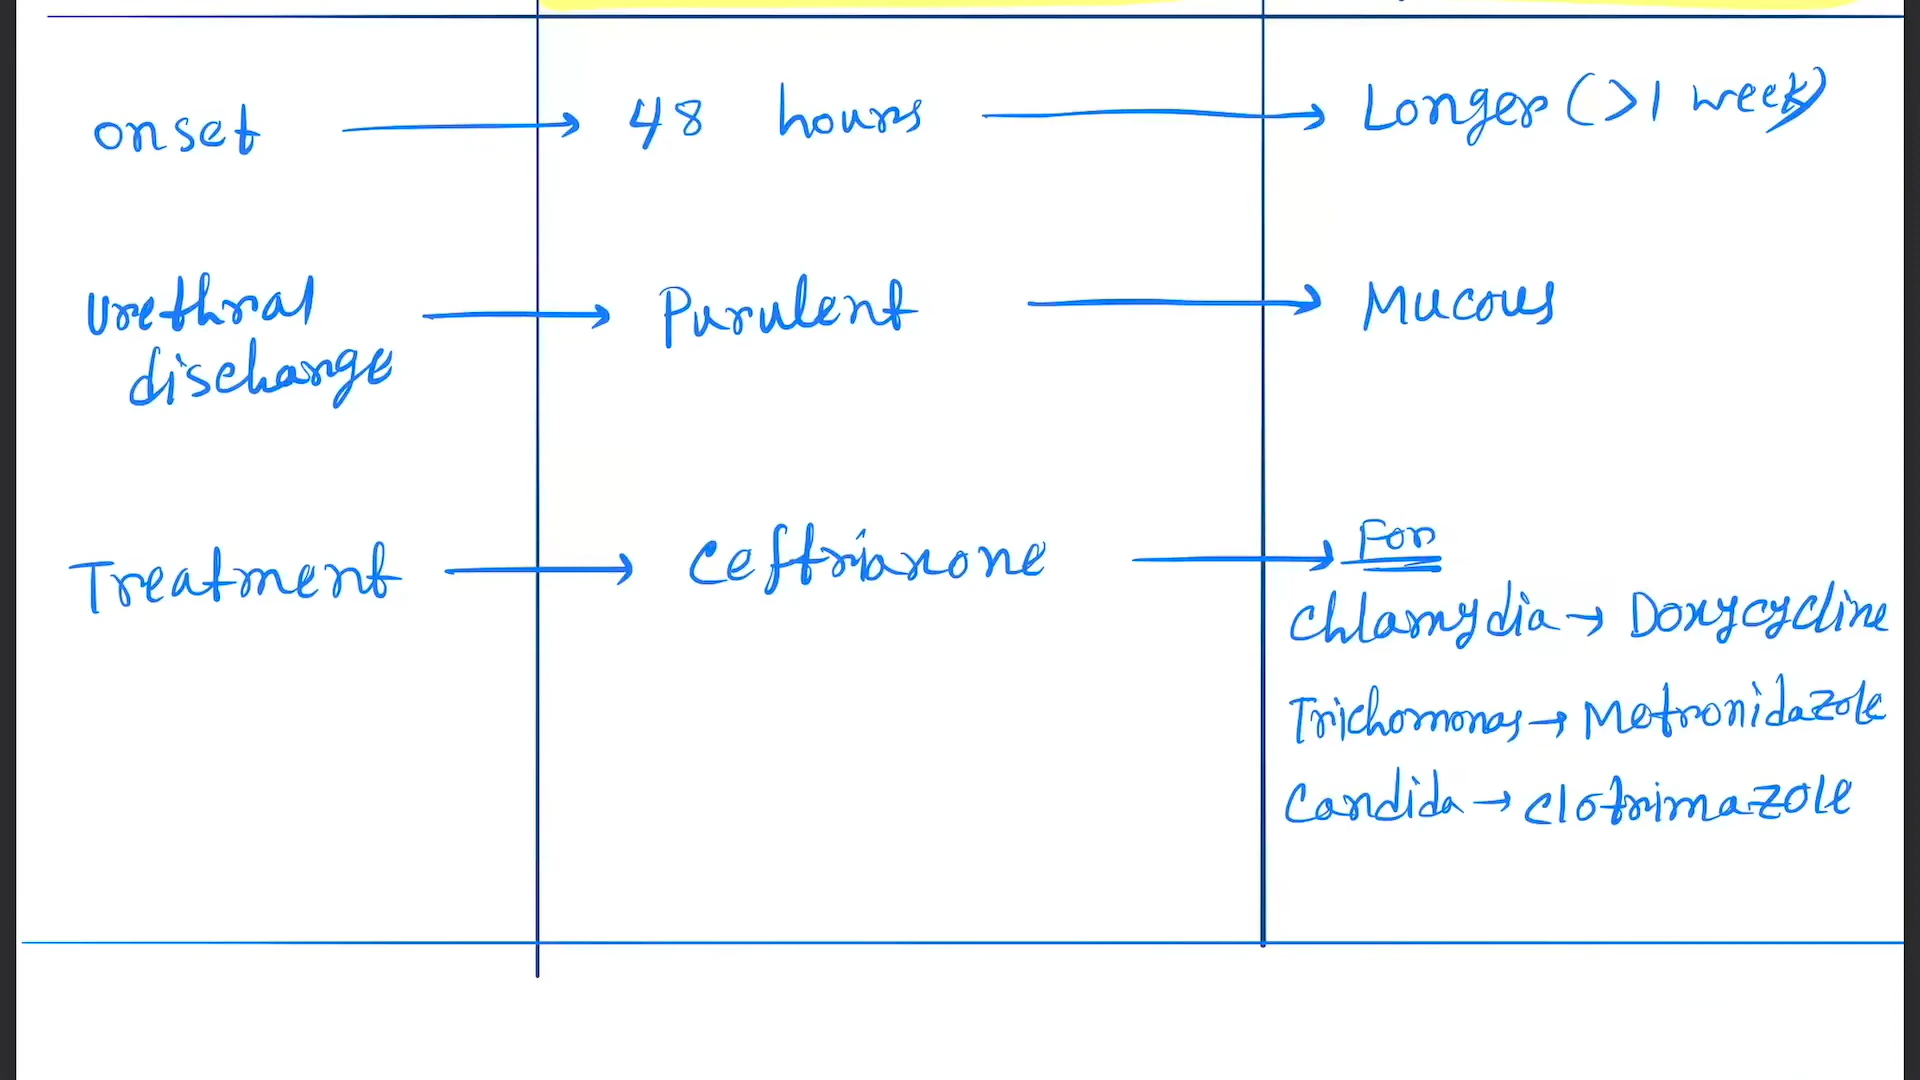 onset → 48 hours → Longer (>1 week)
Urethral → Purulent → Mucous
discharge
Treatment → Ceftriaxone → For
Chlamydia → Doxycycline
Trichomonas → Metronidazole
Candida → Clotrimazole